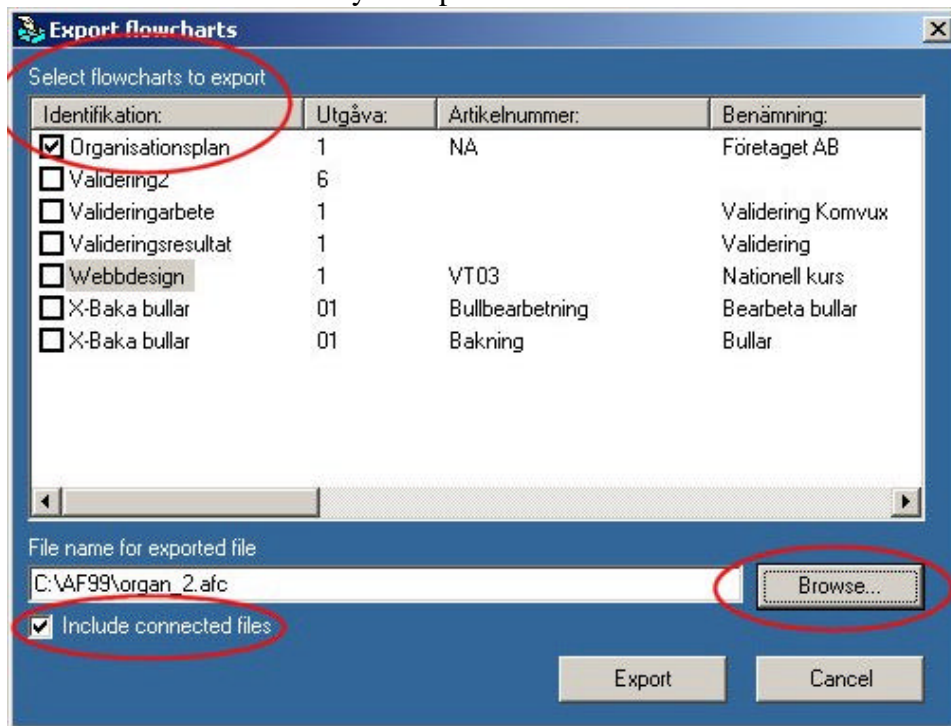 Export flowcharts
Select flowcharts to export
Identifikation: Utgåva: Artikelnummer: Benämning:
Organisationsplan 1 NA Företaget AB
Validering2 6
Valideringarbete 1 Validering Komvux
Valideringsresultat 1 Validering
Webbdesign 1 VT03 Nationell kurs
X-Baka bullar 01 Bullbearbetning Bearbeta bullar
X-Baka bullar 01 Bakning Bullar
File name for exported file
C:\AF99\organ_2.afc Browse...
Include connected files
Export Cancel